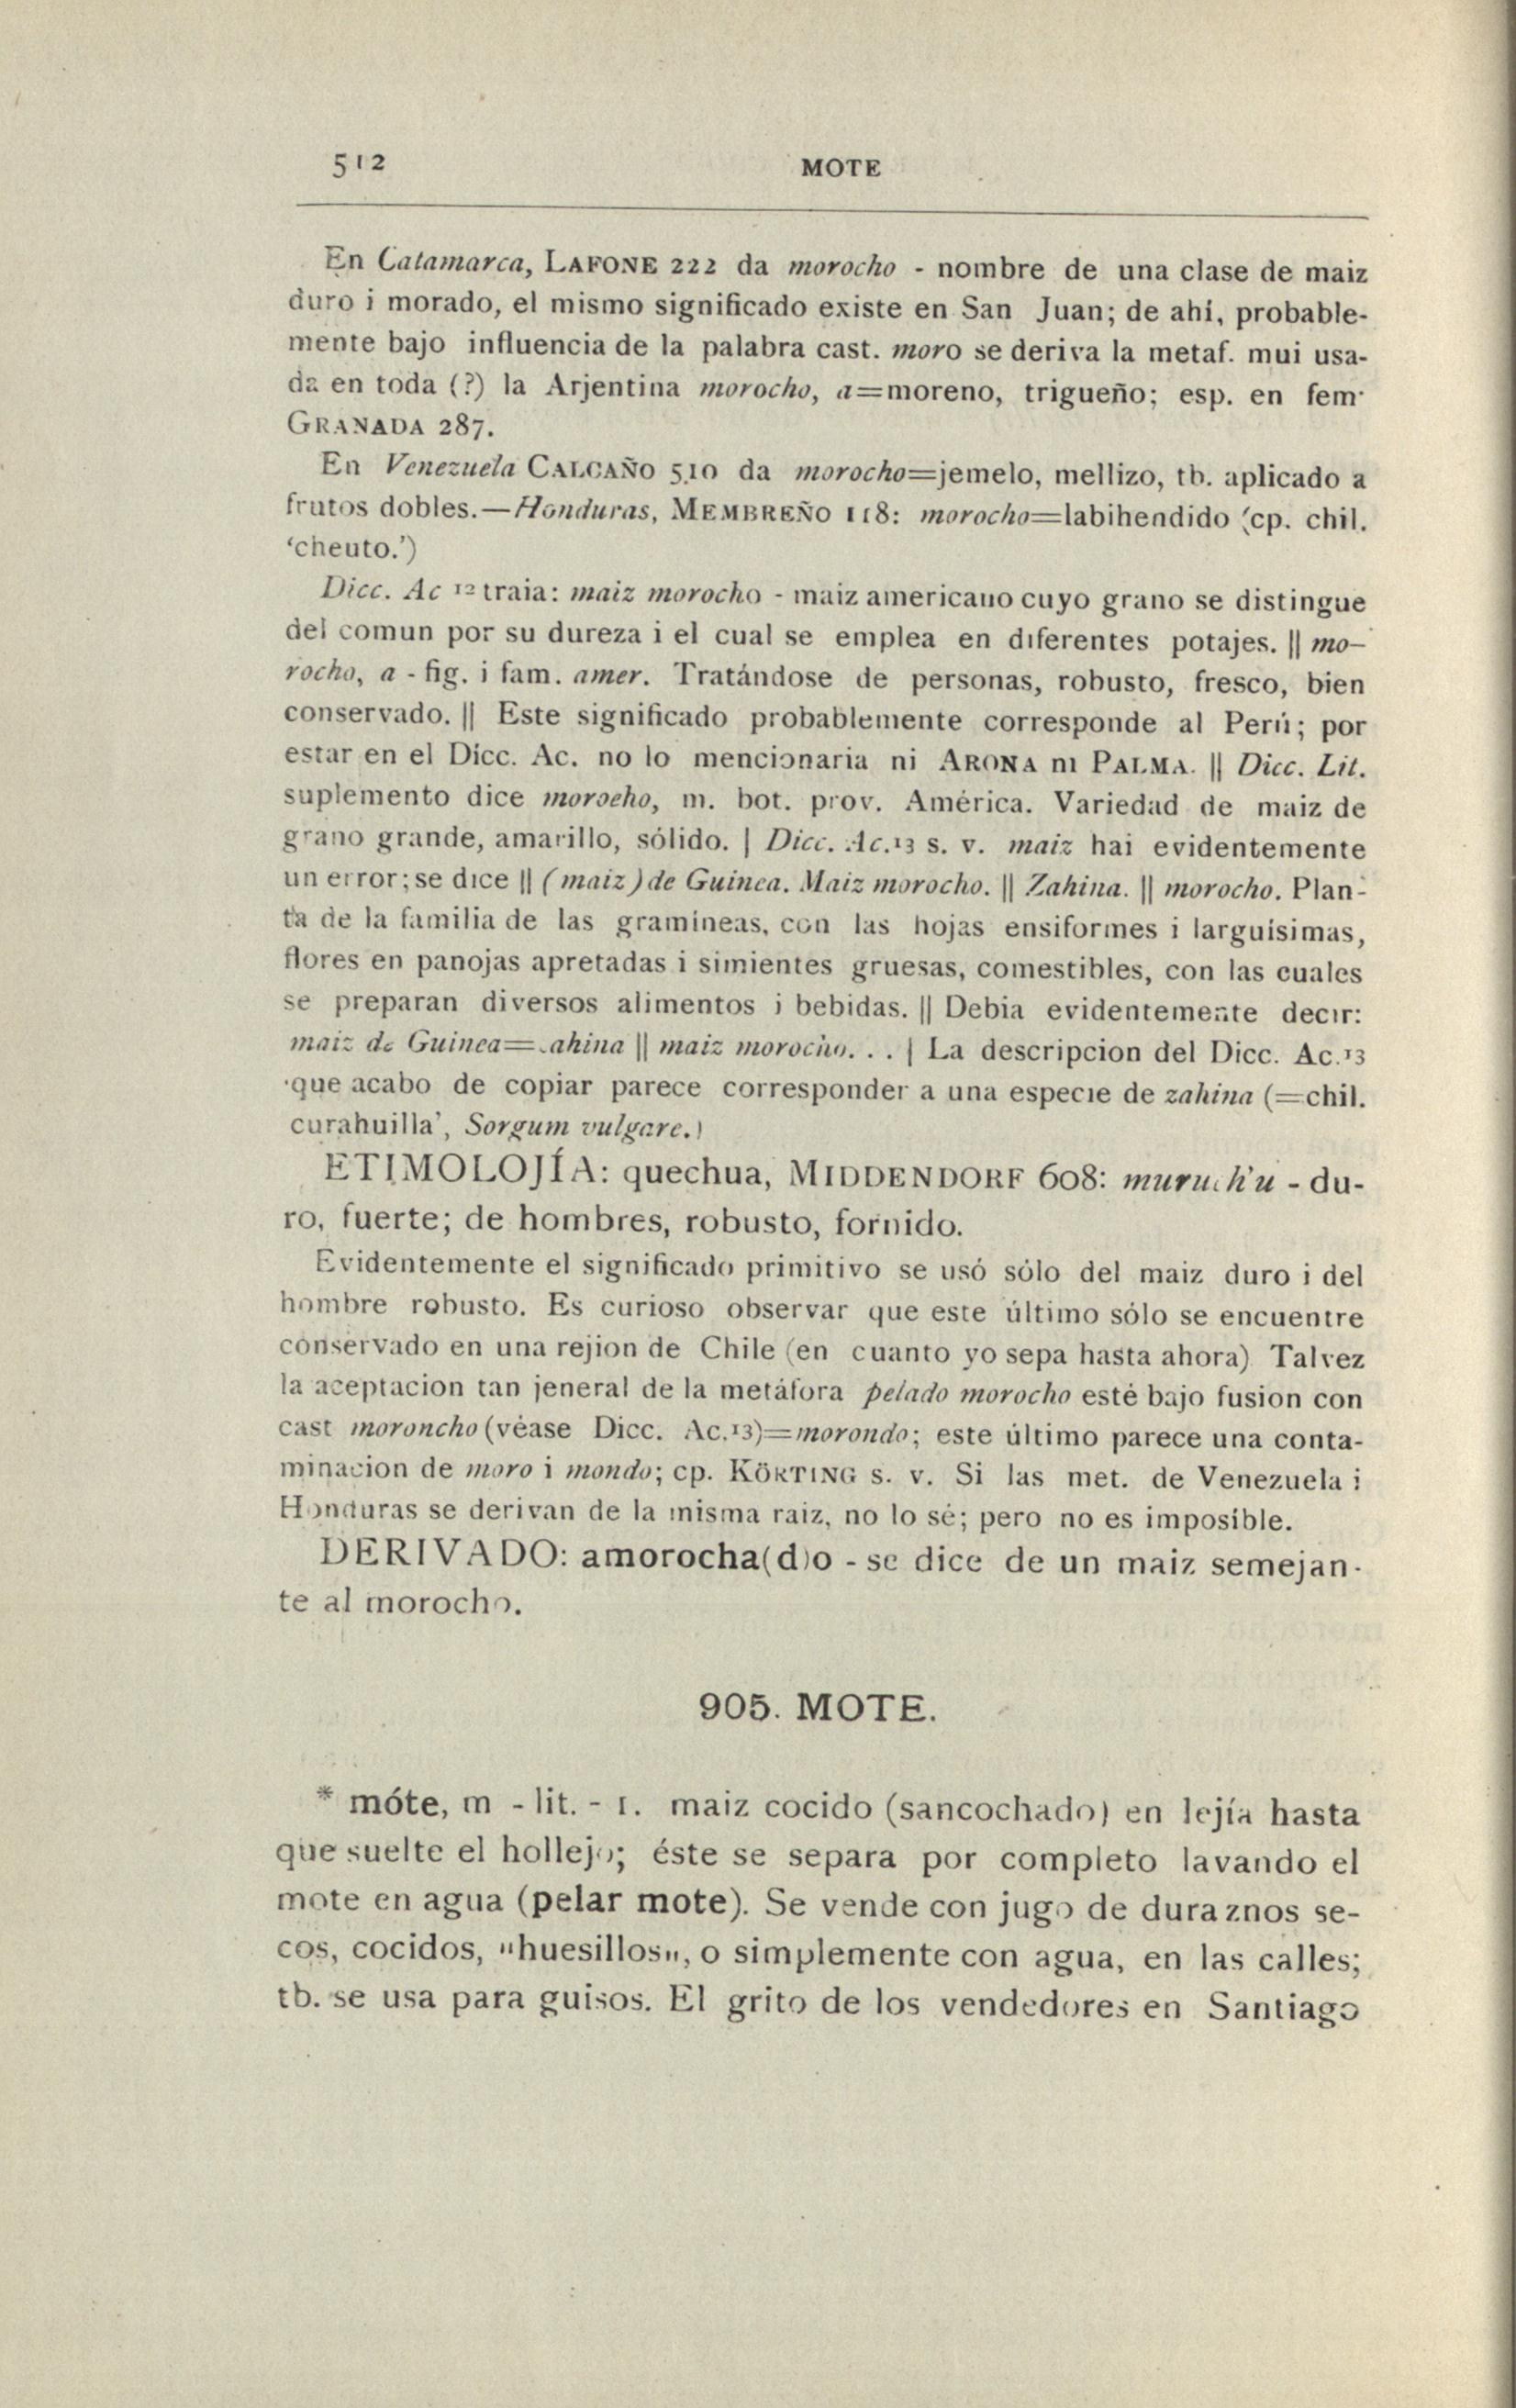 512
MOTE
En Catamarca, LAFONE 222 da morocho - nombre de una clase de maiz
duro i morado, el mismo significado existe en San Juan; de ahí, probable-
mente bajo influencia de la palabra cast. moro se deriva la metaf. mui usa-
da en toda (?) la Arjentina morocho, a=moreno, trigueño; esp. en fem·
GRANADA 287.
En Venezuela CALCAÑO 510 da morocho=jemelo, mellizo, tb. aplicado a
frutos dobles.—Honduras, MEMBREÑO 118: morocho=labihendido (cp. chil.
‘cheuto.’)
Dicc. Ac 12 traia: maiz morocho - maiz americano cuyo grano se distingue
del comun por su dureza i el cual se emplea en diferentes potajes. || mo-
rocho, a - fig. i fam. amer. Tratándose de personas, robusto, fresco, bien
conservado. || Este significado probablemente corresponde al Perú; por
estar en el Dicc. Ac. no lo mencionaria ni ARONA ni PALMA. || Dicc. Lit.
suplemento dice moroeho, m. bot. prov. América. Variedad de maiz de
grano grande, amarillo, sólido. | Dicc. Ac.13 s. v. maiz hai evidentemente
un error; se dice || (maiz) de Guinea. Maiz morocho. || Zahina. || morocho. Plan-
ta de la familia de las gramíneas, con las hojas ensiformes i larguísimas,
flores en panojas apretadas i simientes gruesas, comestibles, con las cuales
se preparan diversos alimentos i bebidas. || Debia evidentemente decir:
maiz de Guinea=zahina || maiz morocho. . . | La descripcion del Dicc. Ac.13
que acabo de copiar parece corresponder a una especie de zahina (=chil.
curahuilla’, Sorgum vulgare.)
ETIMOLOJÍA: quechua, MIDDENDORF 608: muruch'u - du-
ro, fuerte; de hombres, robusto, fornido.
Evidentemente el significado primitivo se usó sólo del maiz duro i del
hombre robusto. Es curioso observar que este último sólo se encuentre
conservado en una rejion de Chile (en cuanto yo sepa hasta ahora) Talvez
la aceptacion tan jeneral de la metáfora pelado morocho esté bajo fusion con
cast moroncho (véase Dicc. Ac.13)=morondo; este último parece una conta-
minacion de moro i mondo; cp. KÖRTING s. v. Si las met. de Venezuela i
Honduras se derivan de la misma raiz, no lo sé; pero no es imposible.
DERIVADO: amorocha(d)o - se dice de un maiz semejan-
te al morocho.
905. MOTE.
* móte, m - lit. - 1. maiz cocido (sancochado) en lejía hasta
que suelte el hollejo; éste se separa por completo lavando el
mote en agua (pelar mote). Se vende con jugo de duraznos se-
cos, cocidos, "huesillos", o simplemente con agua, en las calles;
tb. se usa para guisos. El grito de los vendedores en Santiago